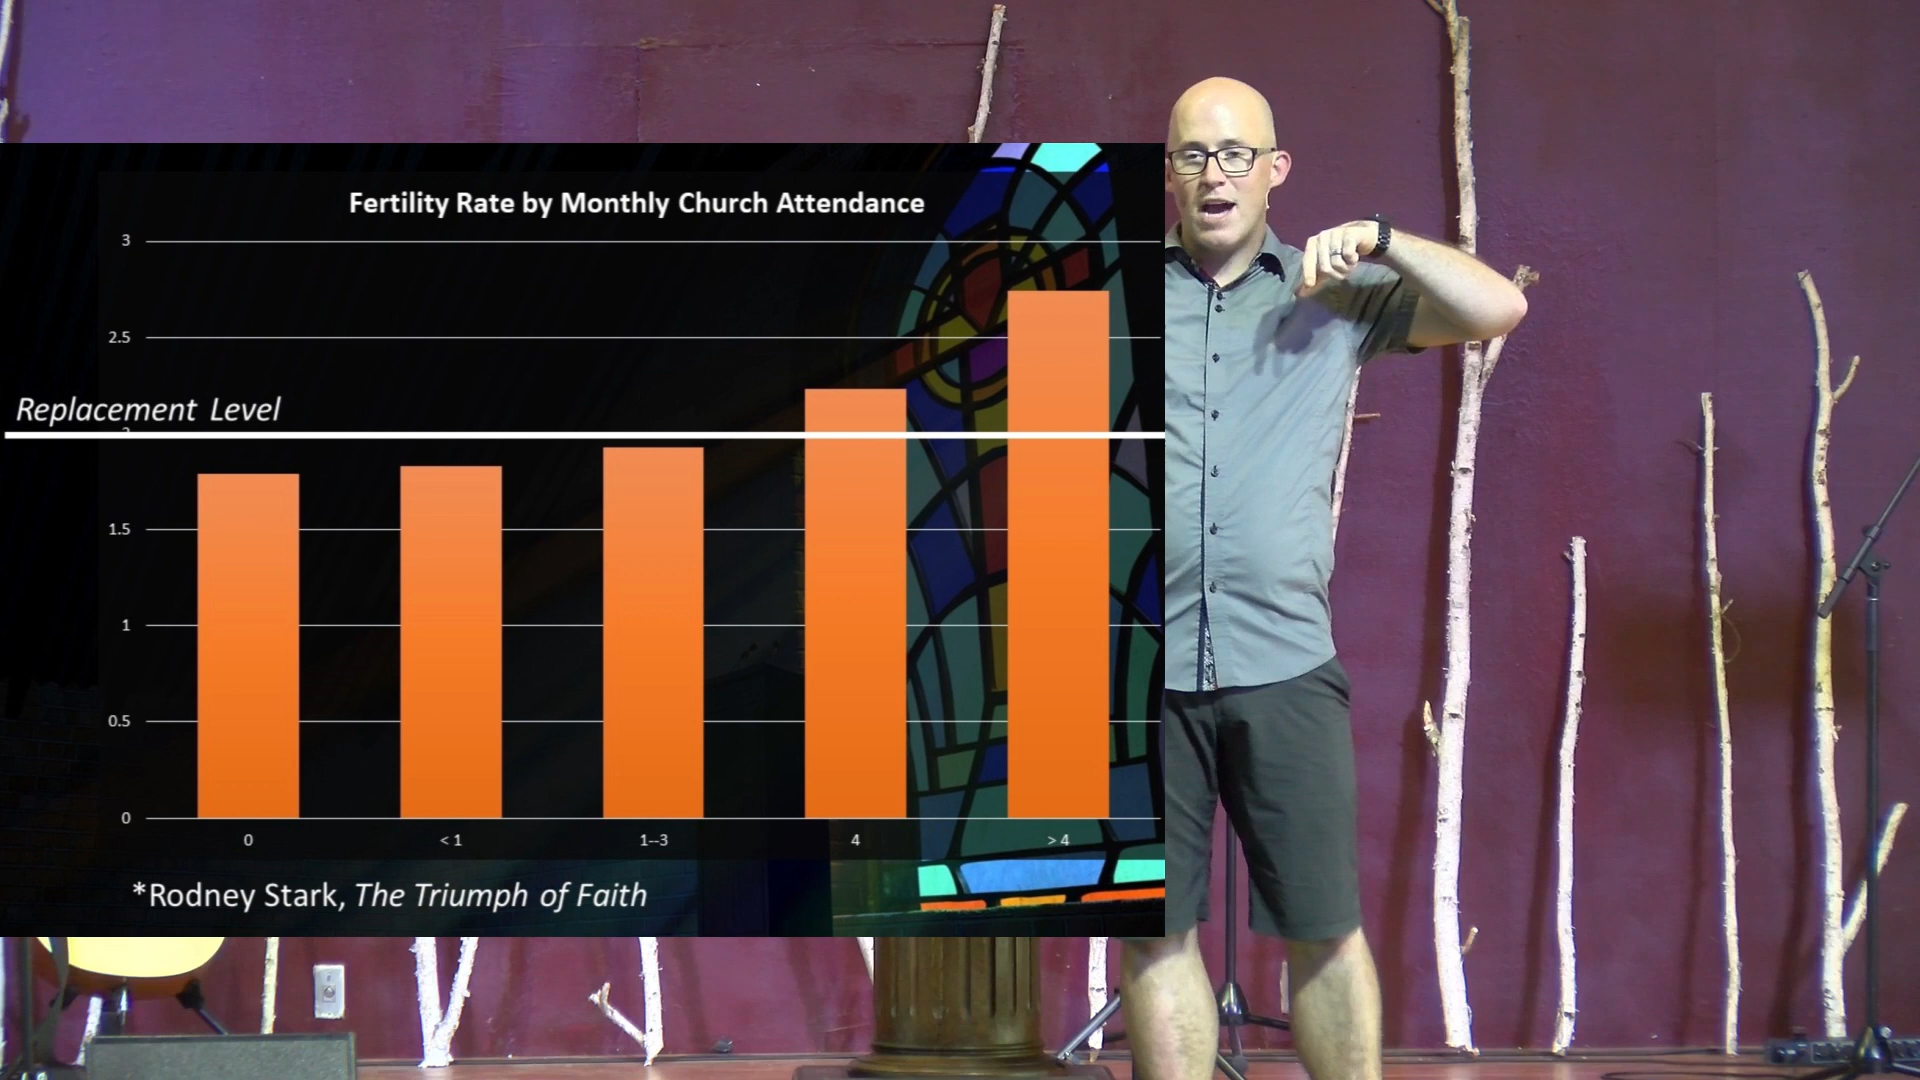 Fertility Rate by Monthly Church Attendance
3
2.5
Replacement Level
2
1.5
1
0.5
0
0 < 1 1--3 4 > 4
*Rodney Stark, The Triumph of Faith